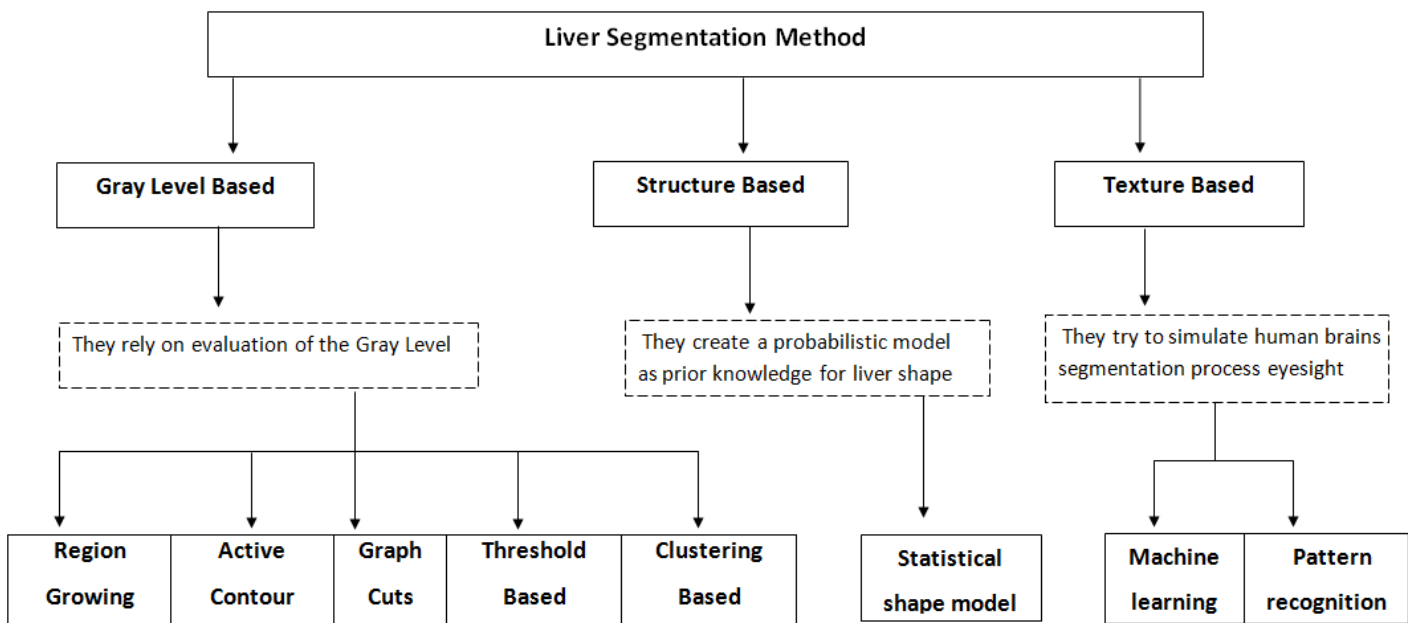 Liver Segmentation Method
Gray Level Based
Structure Based
Texture Based
They rely on evaluation of the Gray Level
They create a probabilistic model
as prior knowledge for liver shape
They try to simulate human brains
segmentation process eyesight
Region
Growing
Active
Contour
Graph
Cuts
Threshold
Based
Clustering
Based
Statistical
shape model
Machine
learning
Pattern
recognition